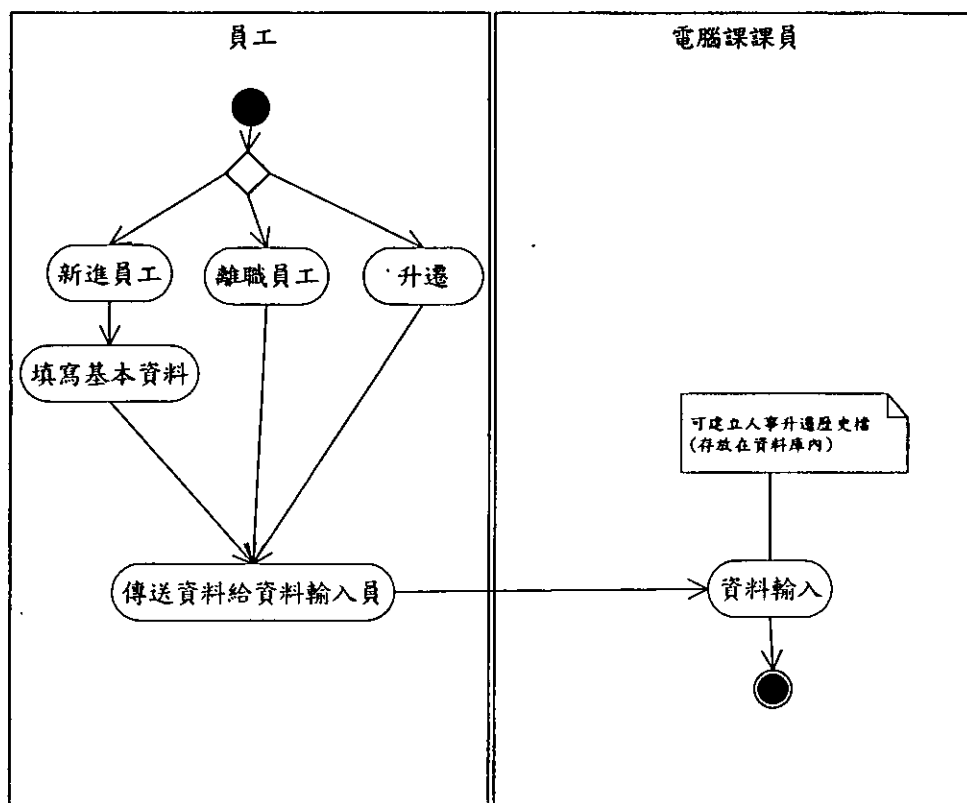 員工
電腦課課員
新進員工
離職員工
升遷
填寫基本資料
可建立人事升遷歷史檔
(存放在資料庫內)
傳送資料給資料輸入員
資料輸入